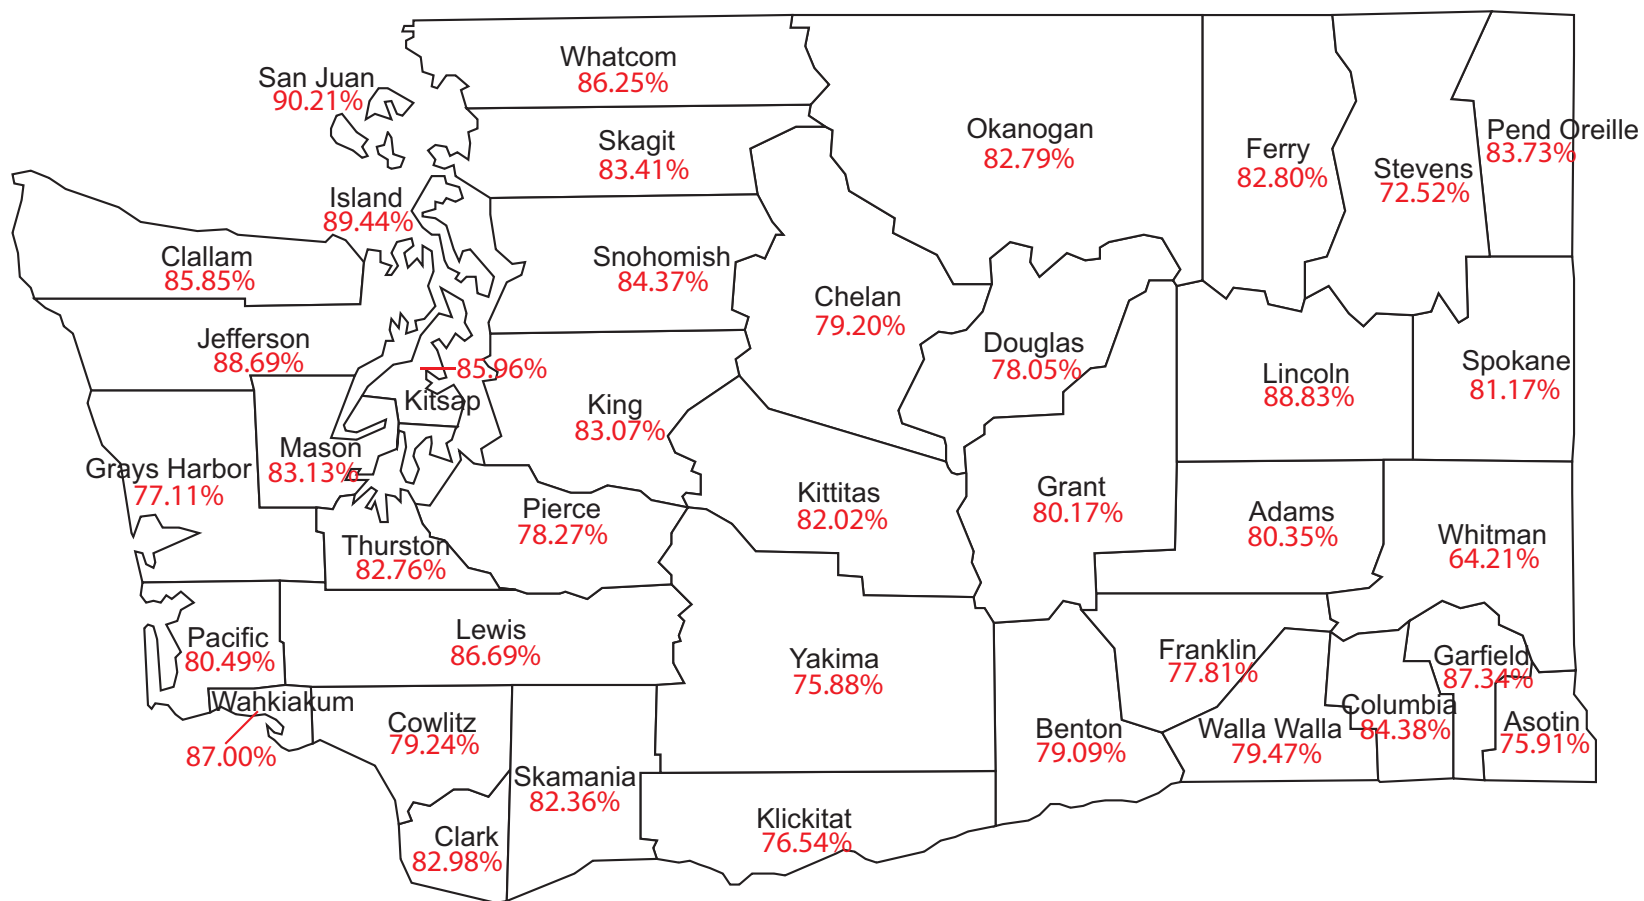 Whatcom
86.25%
San Juan
90.21%
Skagit
83.41%
Okanogan
82.79%
Ferry
82.80%
Stevens
72.52%
Pend Oreille
83.73%
Island
89.44%
Clallam
85.85%
Snohomish
84.37%
Chelan
79.20%
Jefferson
88.69%
Douglas
78.05%
Lincoln
88.83%
Spokane
81.17%
85.96%
Kitsap
King
83.07%
Mason
83.13%
Grays Harbor
77.11%
Pierce
78.27%
Kittitas
82.02%
Grant
80.17%
Adams
80.35%
Whitman
64.21%
Thurston
82.76%
Pacific
80.49%
Lewis
86.69%
Yakima
75.88%
Franklin
77.81%
Garfield
87.34%
Wahkiakum
87.00%
Cowlitz
79.24%
Benton
79.09%
Walla Walla
79.47%
Columbia
84.38%
Asotin
75.91%
Skamania
82.36%
Klickitat
76.54%
Clark
82.98%